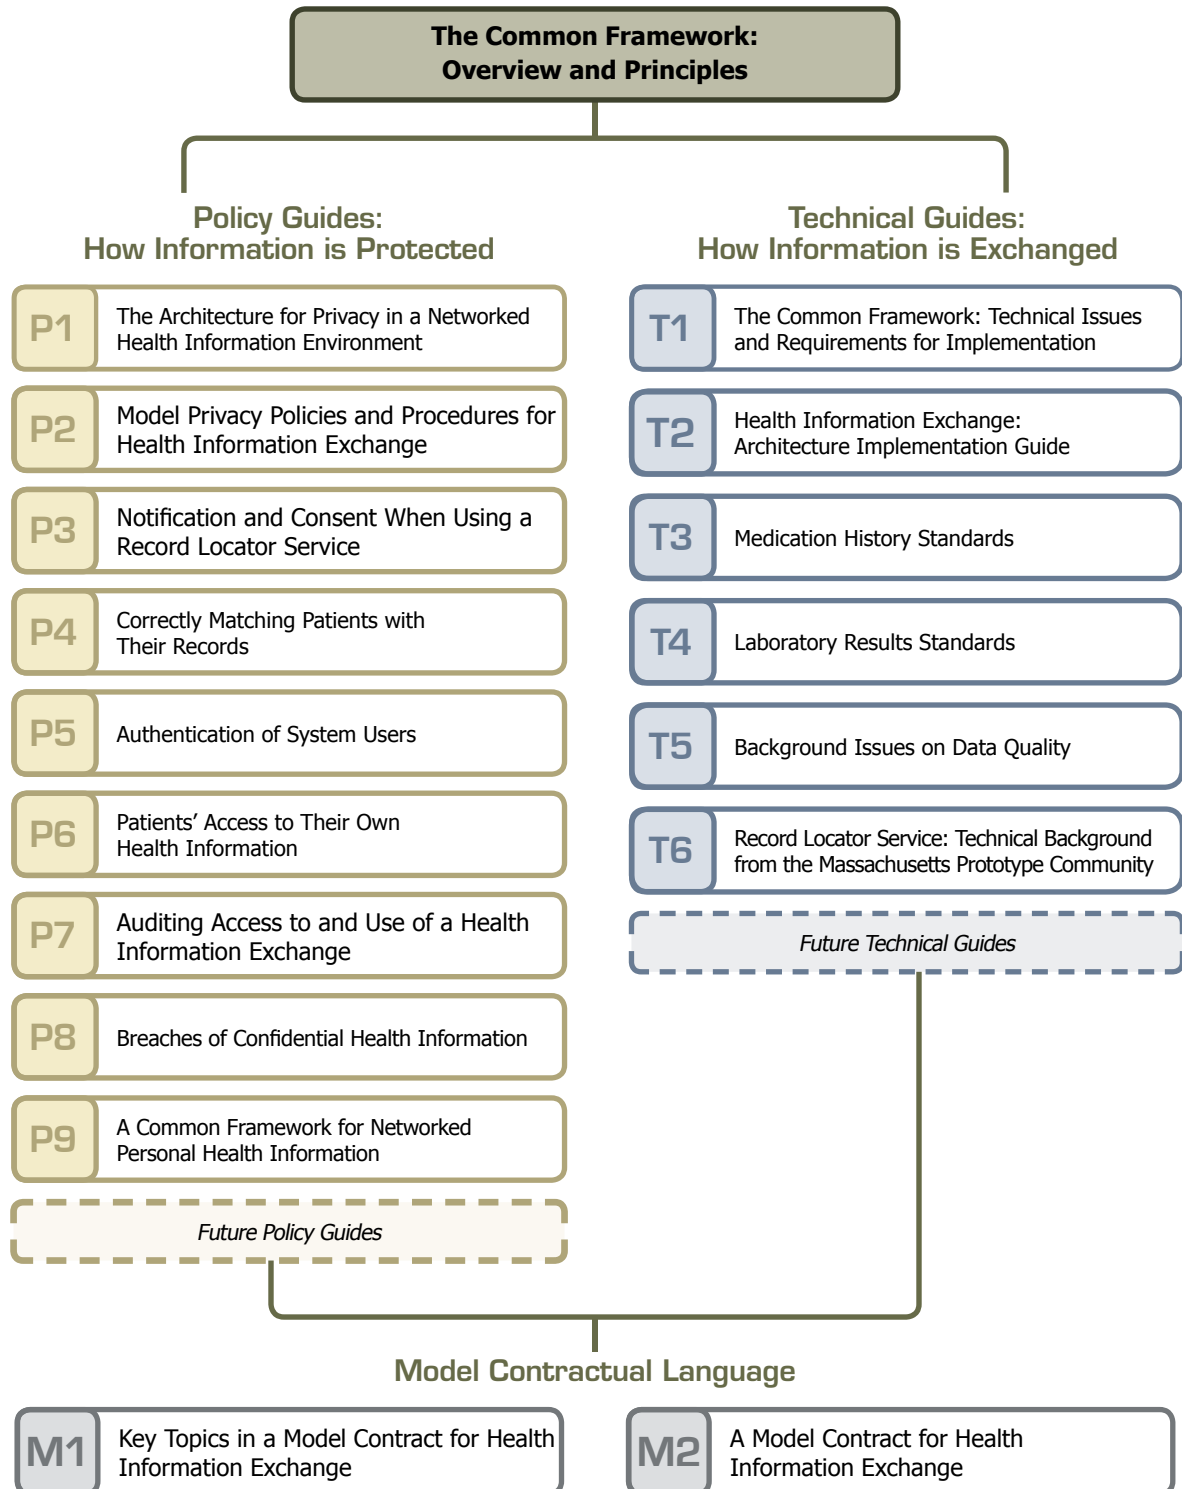 The Common Framework:
Overview and Principles
Policy Guides:
How Information is Protected
P1
The Architecture for Privacy in a Networked
Health Information Environment
P2
Model Privacy Policies and Procedures for
Health Information Exchange
P3
Notification and Consent When Using a
Record Locator Service
P4
Correctly Matching Patients with
Their Records
P5
Authentication of System Users
P6
Patients’ Access to Their Own
Health Information
P7
Auditing Access to and Use of a Health
Information Exchange
P8
Breaches of Confidential Health Information
P9
A Common Framework for Networked
Personal Health Information
Future Policy Guides
Technical Guides:
How Information is Exchanged
T1
The Common Framework: Technical Issues
and Requirements for Implementation
T2
Health Information Exchange:
Architecture Implementation Guide
T3
Medication History Standards
T4
Laboratory Results Standards
T5
Background Issues on Data Quality
T6
Record Locator Service: Technical Background
from the Massachusetts Prototype Community
Future Technical Guides
Model Contractual Language
M1
Key Topics in a Model Contract for Health
Information Exchange
M2
A Model Contract for Health
Information Exchange